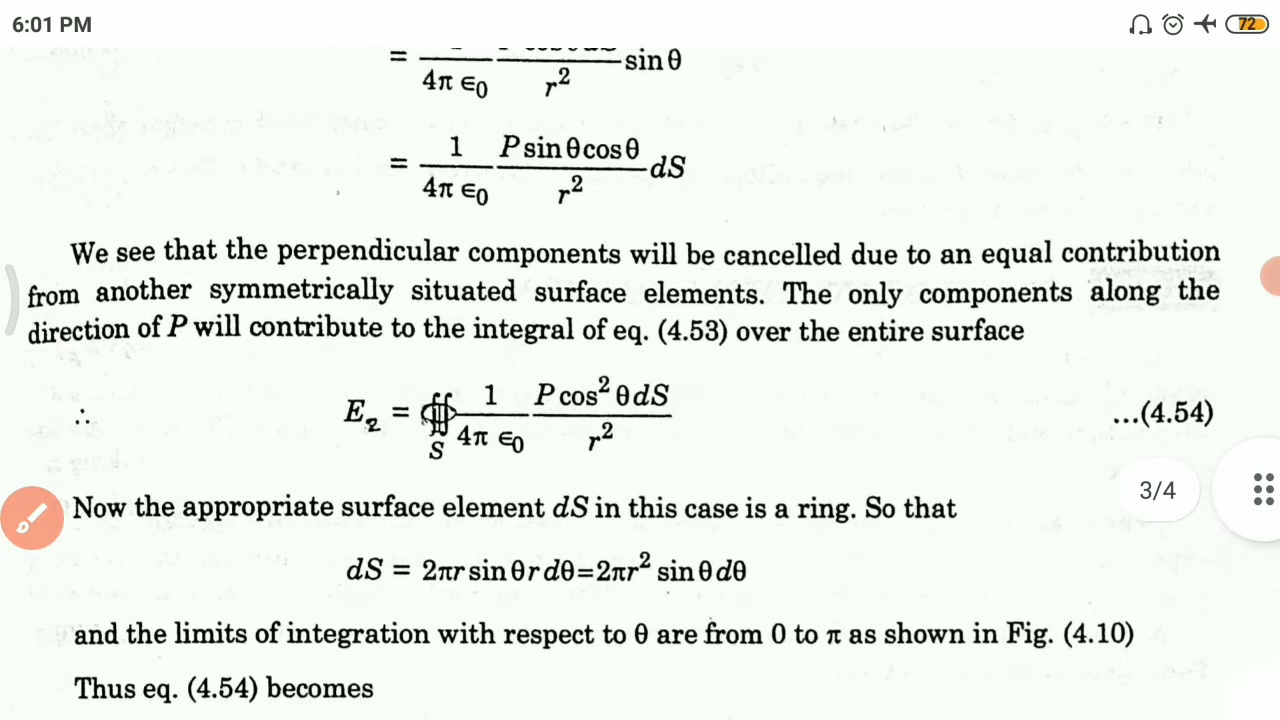 6:01 PM
72
= 4π ϵ₀ r² sin θ
= 1/(4π ϵ₀) P sin θ cos θ/r² dS
We see that the perpendicular components will be cancelled due to an equal contribution
from another symmetrically situated surface elements. The only components along the
direction of P will contribute to the integral of eq. (4.53) over the entire surface
∴ E₂ = ∯_S 1/(4π ϵ₀) P cos² θ dS/r² ...(4.54)
3/4
Now the appropriate surface element dS in this case is a ring. So that
dS = 2πr sin θ r dθ=2πr² sin θ dθ
and the limits of integration with respect to θ are from 0 to π as shown in Fig. (4.10)
Thus eq. (4.54) becomes